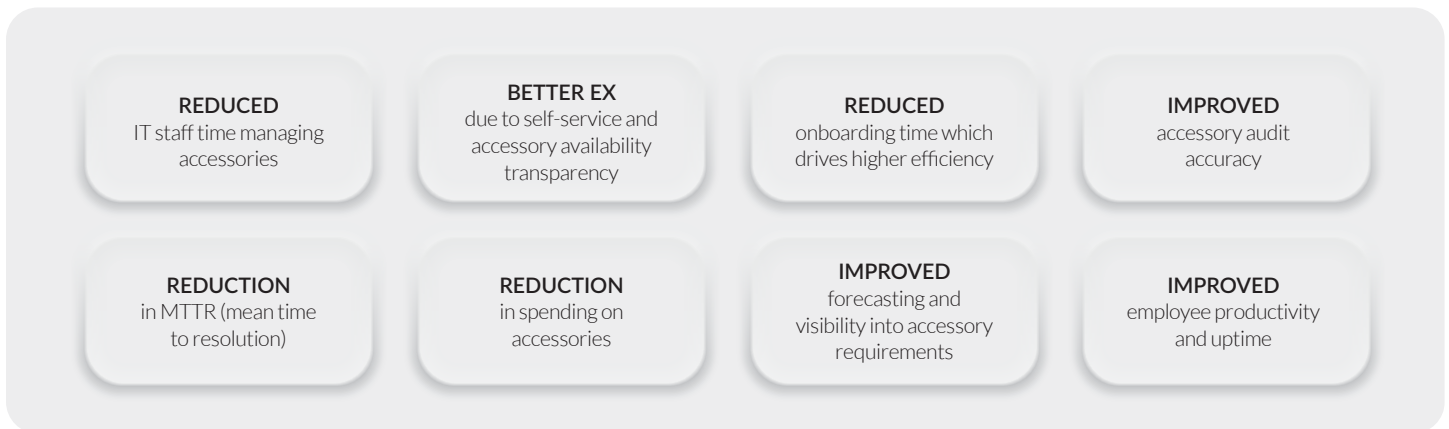 REDUCED
IT staff time managing
accessories
BETTER EX
due to self-service and
accessory availability
transparency
REDUCED
onboarding time which
drives higher efficiency
IMPROVED
accessory audit
accuracy
REDUCTION
in MTTR (mean time
to resolution)
REDUCTION
in spending on
accessories
IMPROVED
forecasting and
visibility into accessory
requirements
IMPROVED
employee productivity
and uptime